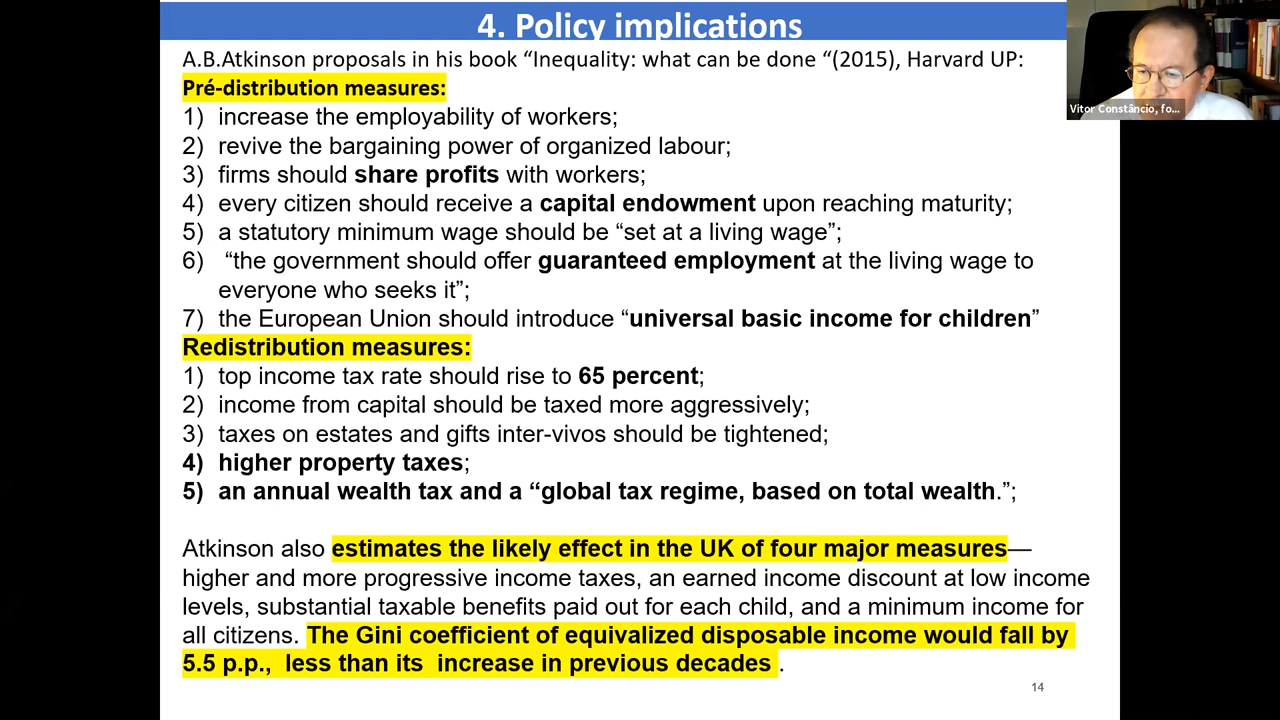 4. Policy implications
A.B.Atkinson proposals in his book “Inequality: what can be done “(2015), Harvard UP:
Pré-distribution measures:
1) increase the employability of workers;
2) revive the bargaining power of organized labour;
3) firms should share profits with workers;
4) every citizen should receive a capital endowment upon reaching maturity;
5) a statutory minimum wage should be “set at a living wage”;
6) “the government should offer guaranteed employment at the living wage to
everyone who seeks it”;
7) the European Union should introduce “universal basic income for children”
Redistribution measures:
1) top income tax rate should rise to 65 percent;
2) income from capital should be taxed more aggressively;
3) taxes on estates and gifts inter-vivos should be tightened;
4) higher property taxes;
5) an annual wealth tax and a “global tax regime, based on total wealth.”;
Atkinson also estimates the likely effect in the UK of four major measures—
higher and more progressive income taxes, an earned income discount at low income
levels, substantial taxable benefits paid out for each child, and a minimum income for
all citizens. The Gini coefficient of equivalized disposable income would fall by
5.5 p.p., less than its increase in previous decades .
14
Vitor Constâncio, fo...